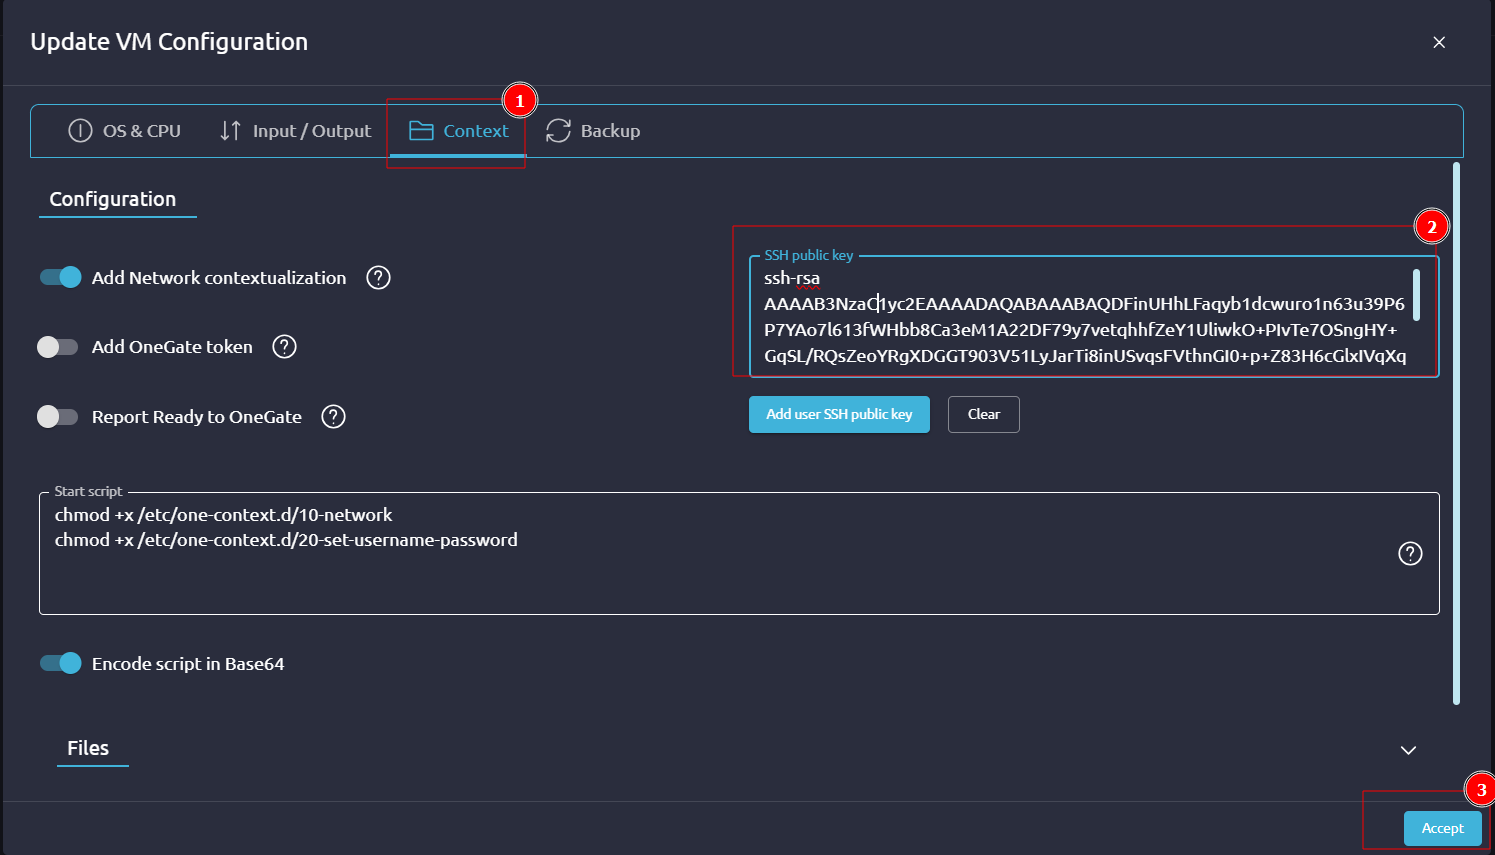 Update VM Configuration
1
OS & CPU
Input / Output
Context
Backup
Configuration
2
Add Network contextualization
SSH public key
ssh-rsa
AAAAB3NzaC1yc2EAAAADAQABAAABAQDFinUHhLFaqyb1dcwuro1n63u39P6
P7YAo7l613fWHbb8Ca3eM1A22DF79y7vetqhhfZeY1UliwkO+PIvTe7OSngHY+
GqSL/RQsZeoYRgXDGGT903V51LyJarTi8inUSvqsFVthnGI0+p+Z83H6cGlxIVqXq
Add OneGate token
Report Ready to OneGate
Add user SSH public key
Clear
Start script
chmod +x /etc/one-context.d/10-network
chmod +x /etc/one-context.d/20-set-username-password
Encode script in Base64
Files
3
Accept